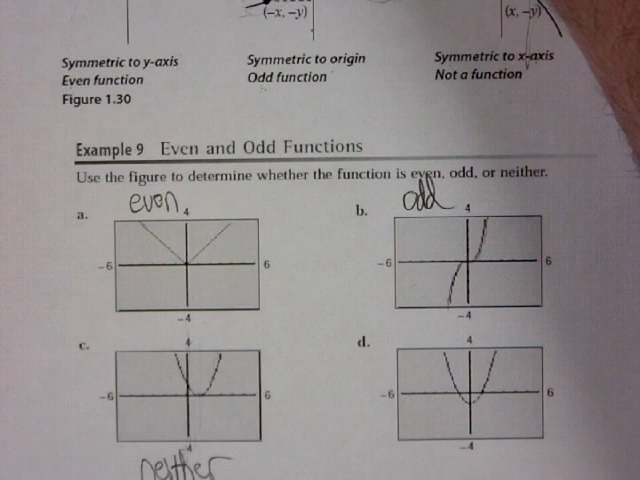 (-x, -y)
(x, -y)
Symmetric to y-axis
Even function
Figure 1.30
Symmetric to origin
Odd function
Symmetric to x-axis
Not a function
Example 9 Even and Odd Functions
Use the figure to determine whether the function is even, odd, or neither.
a.
even
4
-6
6
-4
b.
odd
4
-6
6
-4
c.
4
-6
6
-4
neither
d.
4
-6
6
-4